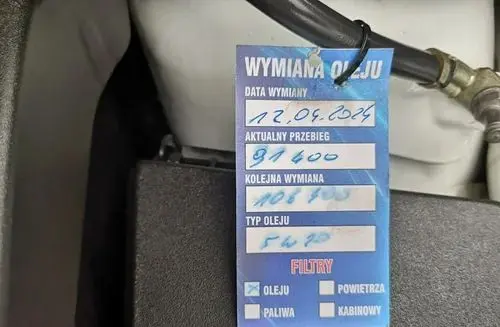 WYMIANA OLEJU
DATA WYMIANY
12.04.2024
AKTUALNY PRZEBIEG
91 400
KOLEJNA WYMIANA
TYP OLEJU
FILTRY
OLEJU POWIETRZA
PALIWA KABINOWY